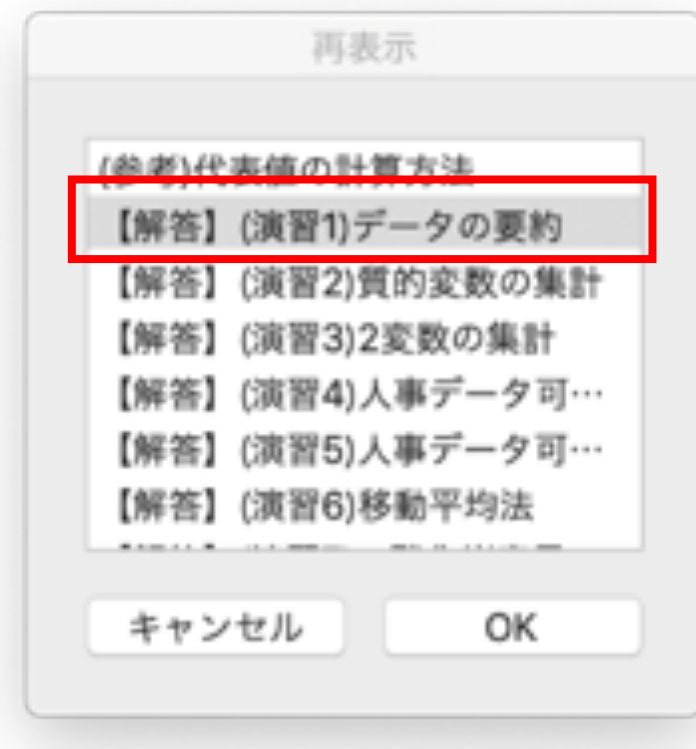 再表示
(参考)代表値の計算方法
【解答】(演習1)データの要約
【解答】(演習2)質的変数の集計
【解答】(演習3)2変数の集計
【解答】(演習4)人事データ可…
【解答】(演習5)人事データ可…
【解答】(演習6)移動平均法
キャンセル
OK